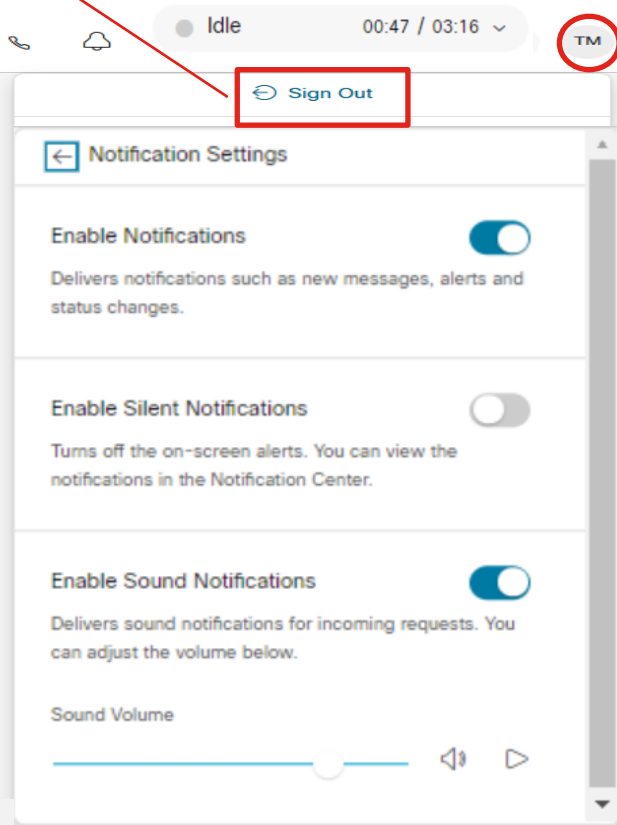 Idle 00:47 / 03:16
TM
Sign Out
Notification Settings
Enable Notifications
Delivers notifications such as new messages, alerts and
status changes.
Enable Silent Notifications
Turns off the on-screen alerts. You can view the
notifications in the Notification Center.
Enable Sound Notifications
Delivers sound notifications for incoming requests. You
can adjust the volume below.
Sound Volume